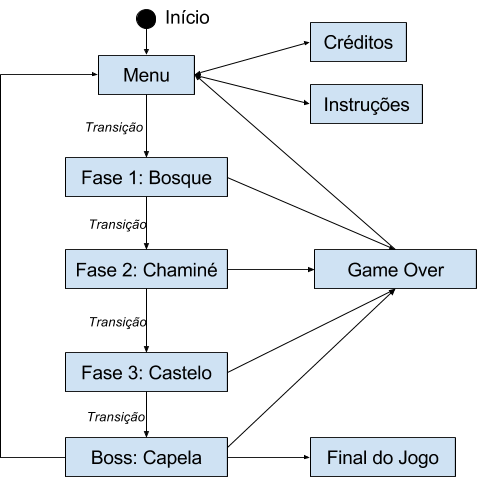 Início
Créditos
Menu
Instruções
Transição
Fase 1: Bosque
Transição
Fase 2: Chaminé
Game Over
Transição
Fase 3: Castelo
Transição
Boss: Capela
Final do Jogo